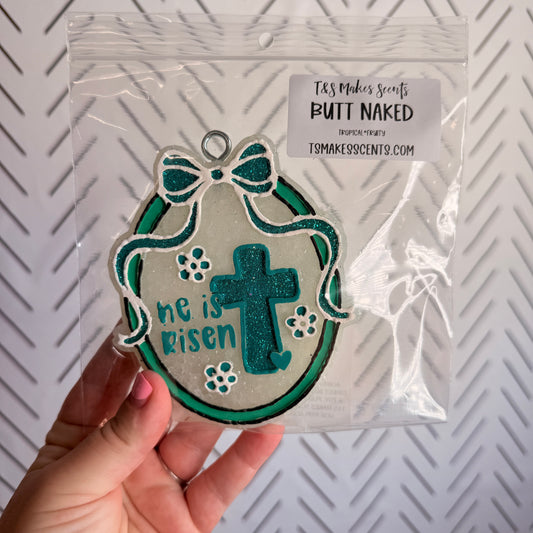 T&S Makes Scents
BUTT NAKED
TROPICAL*FRUITY
TSMAKESSCENTS.COM
He is
Risen